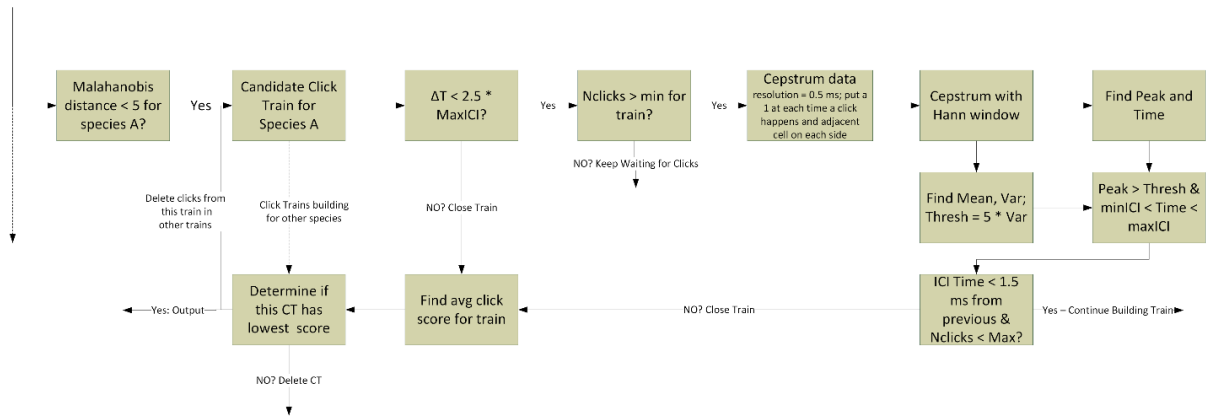 Malahanobis
distance < 5 for
species A?
Yes
Candidate Click
Train for
Species A
ΔT < 2.5 *
MaxICI?
Yes
Nclicks > min for
train?
Yes
Cepstrum data
resolution = 0.5 ms; put a
1 at each time a click
happens and adjacent
cell on each side
Cepstrum with
Hann window
Find Peak and
Time
NO? Keep Waiting for Clicks
Delete clicks from
this train in
other trains
Click Trains building
for other species
NO? Close Train
Find Mean, Var;
Thresh = 5 * Var
Peak > Thresh &
minICI < Time <
maxICI
Yes: Output
Determine if
this CT has
lowest score
Find avg click
score for train
NO? Close Train
ICI Time < 1.5
ms from
previous &
Nclicks < Max?
Yes – Continue Building Train
NO? Delete CT